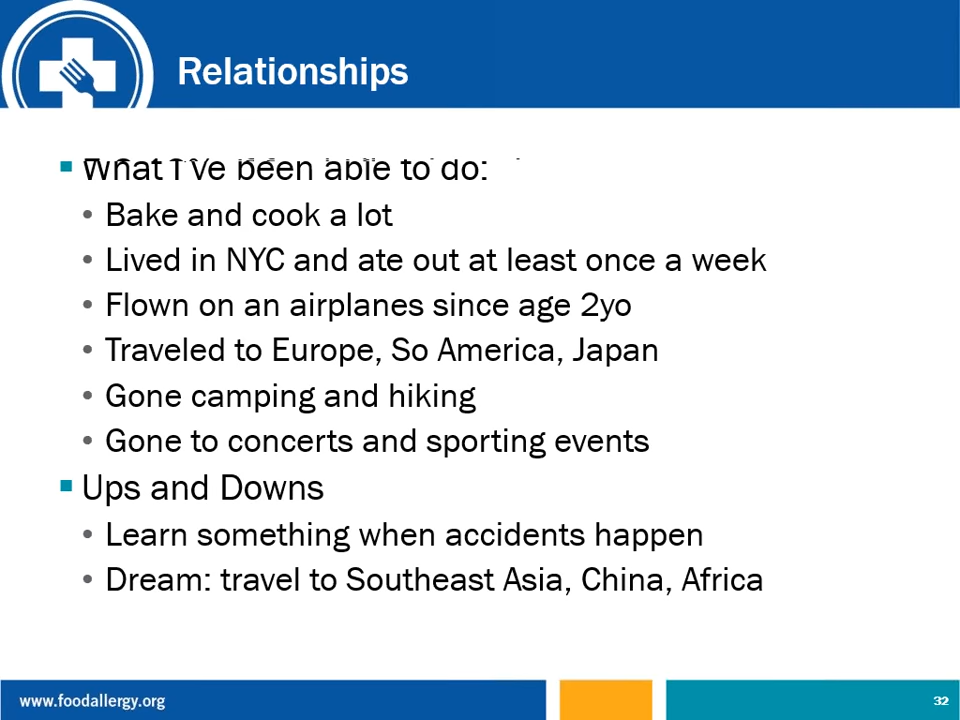 Relationships
What I've been able to do:
Bake and cook a lot
Lived in NYC and ate out at least once a week
Flown on an airplanes since age 2yo
Traveled to Europe, So America, Japan
Gone camping and hiking
Gone to concerts and sporting events
Ups and Downs
Learn something when accidents happen
Dream: travel to Southeast Asia, China, Africa
www.foodallergy.org
32